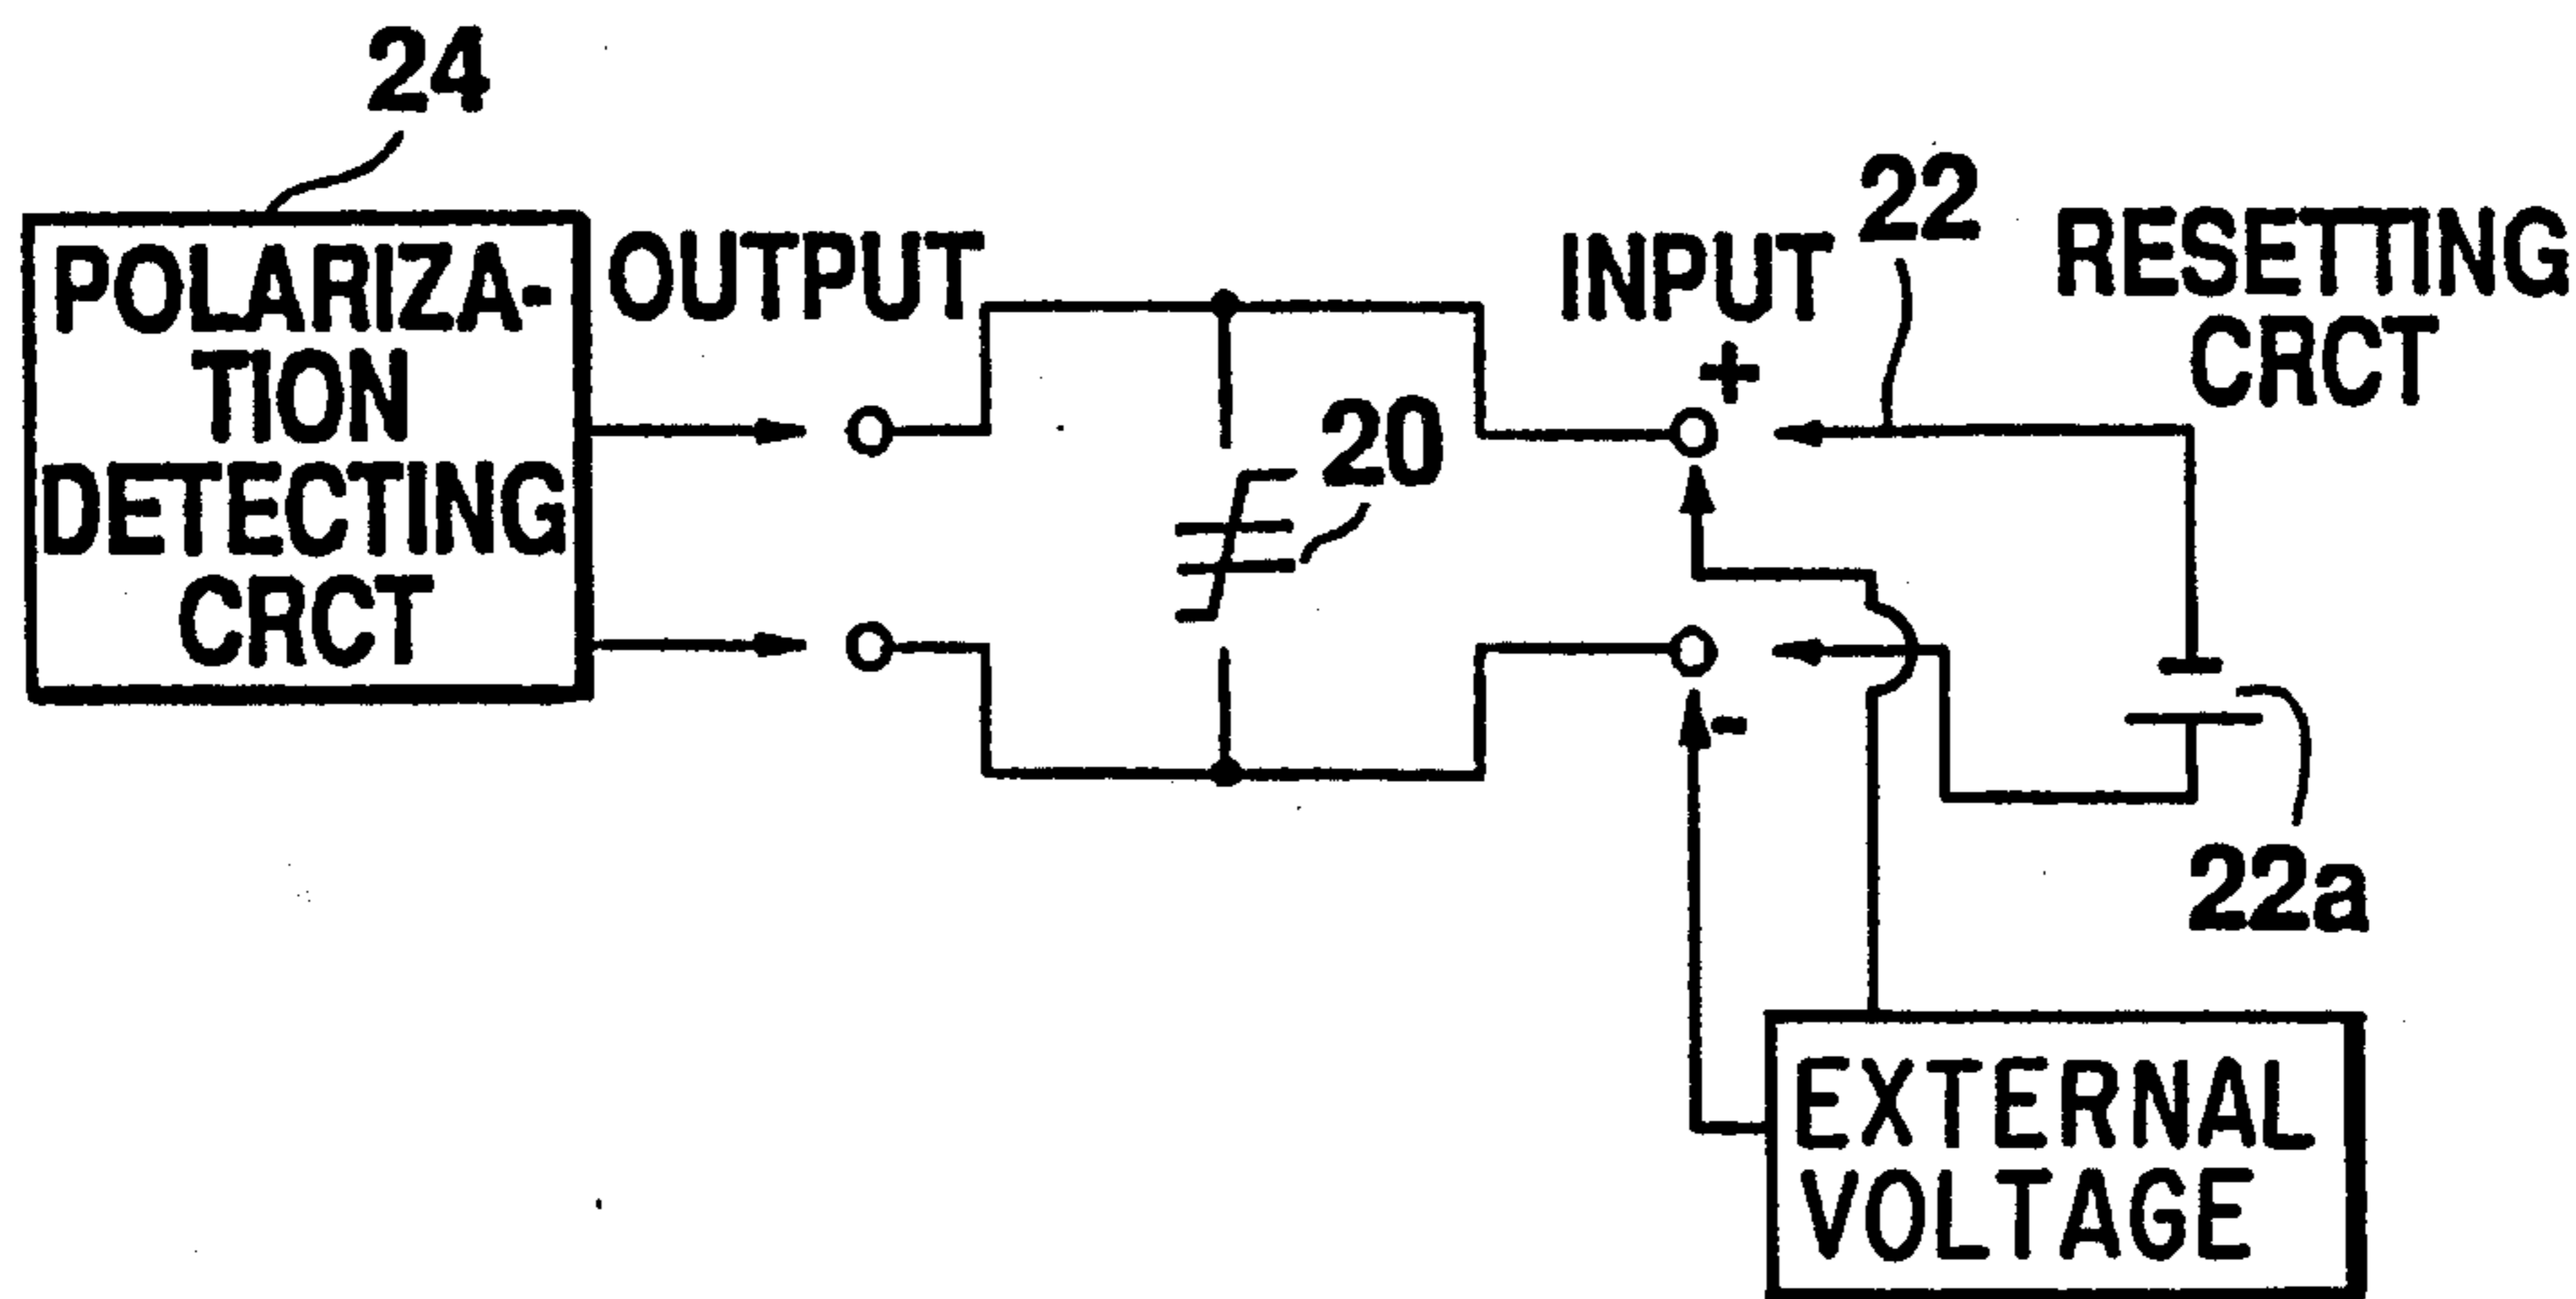 24
POLARIZA-
TION
DETECTING
CRCT
OUTPUT
20
INPUT
+
-
22
RESETTING
CRCT
22a
EXTERNAL
VOLTAGE